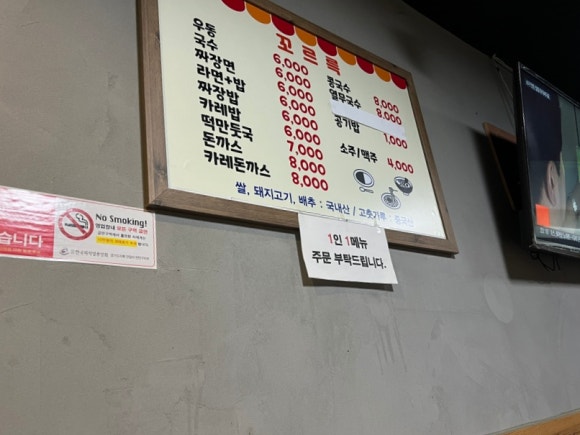 꼬르륵
우동 6,000
국수 6,000
짜장면 6,000
라면+밥 6,000
짜장밥 6,000
카레밥 6,000
떡만둣국 7,000
돈까스 8,000
카레돈까스 8,000
콩국수 8,000
열무국수 8,000
공기밥 1,000
소주/맥주 4,000
쌀, 돼지고기, 배추 : 국내산 / 고춧가루 : 중국산
1인 1메뉴
주문 부탁드립니다.
습니다
No Smoking!